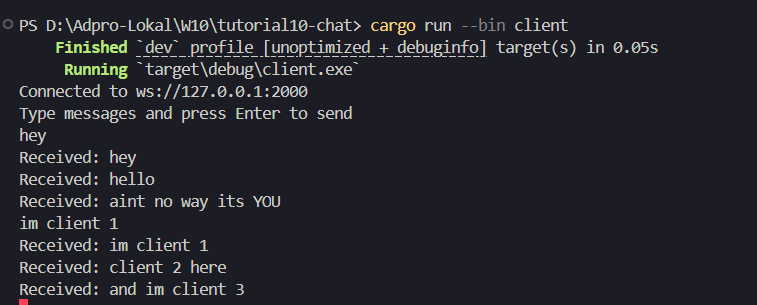 PS D:\Adpro-Lokal\W10\tutorial10-chat> cargo run --bin client
Finished `dev` profile [unoptimized + debuginfo] target(s) in 0.05s
Running `target\debug\client.exe`
Connected to ws://127.0.0.1:2000
Type messages and press Enter to send
hey
Received: hey
Received: hello
Received: aint no way its YOU
im client 1
Received: im client 1
Received: client 2 here
Received: and im client 3